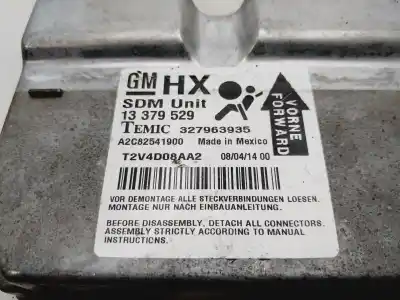 GM HX
SDM Unit
13 379 529
TEMIC 327963935
A2C82541900 Made in Mexico
T2V4D08AA2 08/04/14 00
VORNE
FORWARD
VOR DEMONTAGE ALLE STECKVERBINDUNGEN LOESEN.
MONTAGE NUR NACH EINBAUANLEITUNG.
BEFORE DISASSEMBLY, DETACH ALL CONNECTORS.
ASSEMBLY STRICTLY ACCORDING TO MANUAL
INSTRUCTIONS.